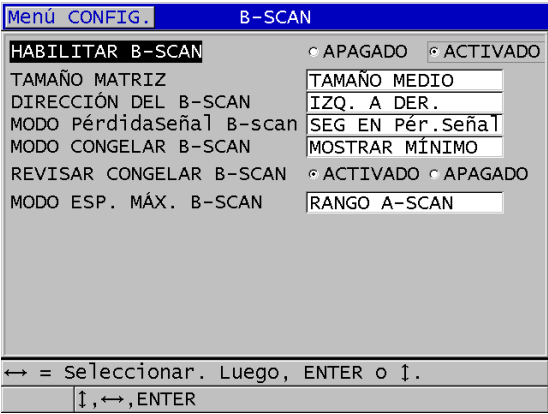 Menú CONFIG. B-SCAN
HABILITAR B-SCAN APAGADO ACTIVADO
TAMAÑO MATRIZ TAMAÑO MEDIO
DIRECCIÓN DEL B-SCAN IZQ. A DER.
MODO PérdidaSeñal B-scan SEG EN Pér.Señal
MODO CONGELAR B-SCAN MOSTRAR MÍNIMO
REVISAR CONGELAR B-SCAN ACTIVADO APAGADO
MODO ESP. MÁX. B-SCAN RANGO A-SCAN
↔ = Seleccionar. Luego, ENTER o ↕.
↕,↔,ENTER